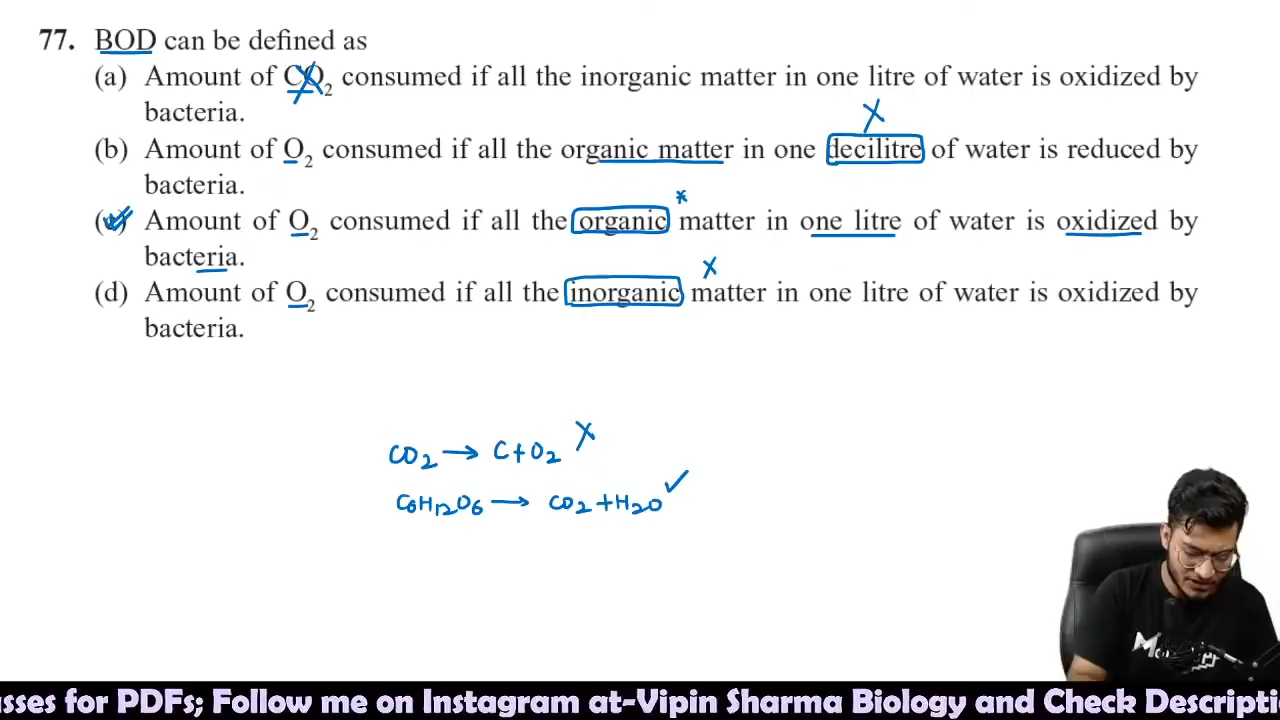 77. BOD can be defined as
(a) Amount of CO2 consumed if all the inorganic matter in one litre of water is oxidized by
bacteria.
(b) Amount of O2 consumed if all the organic matter in one decilitre of water is reduced by
bacteria.
Amount of O2 consumed if all the organic matter in one litre of water is oxidized by
bacteria.
(d) Amount of O2 consumed if all the inorganic matter in one litre of water is oxidized by
bacteria.
CO2 → C+O2 X
C6H12O6 → CO2+H2O ✓
sses for PDFs; Follow me on Instagram at-Vipin Sharma Biology and Check Descripti